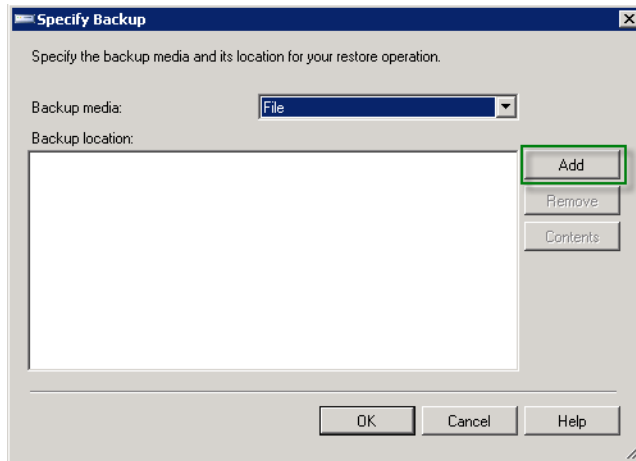 Specify Backup
Specify the backup media and its location for your restore operation.
Backup media:
File
Backup location:
Add
Remove
Contents
OK
Cancel
Help